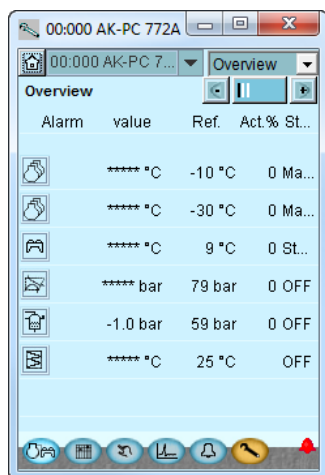 00:000 AK-PC 772A
00:000 AK-PC 7... Overview
Overview
Alarm value Ref. Act.% St...
***** °C -10 °C 0 Ma...
***** °C -30 °C 0 Ma...
***** °C 9 °C 0 St...
***** bar 79 bar 0 OFF
-1.0 bar 59 bar 0 OFF
***** °C 25 °C OFF